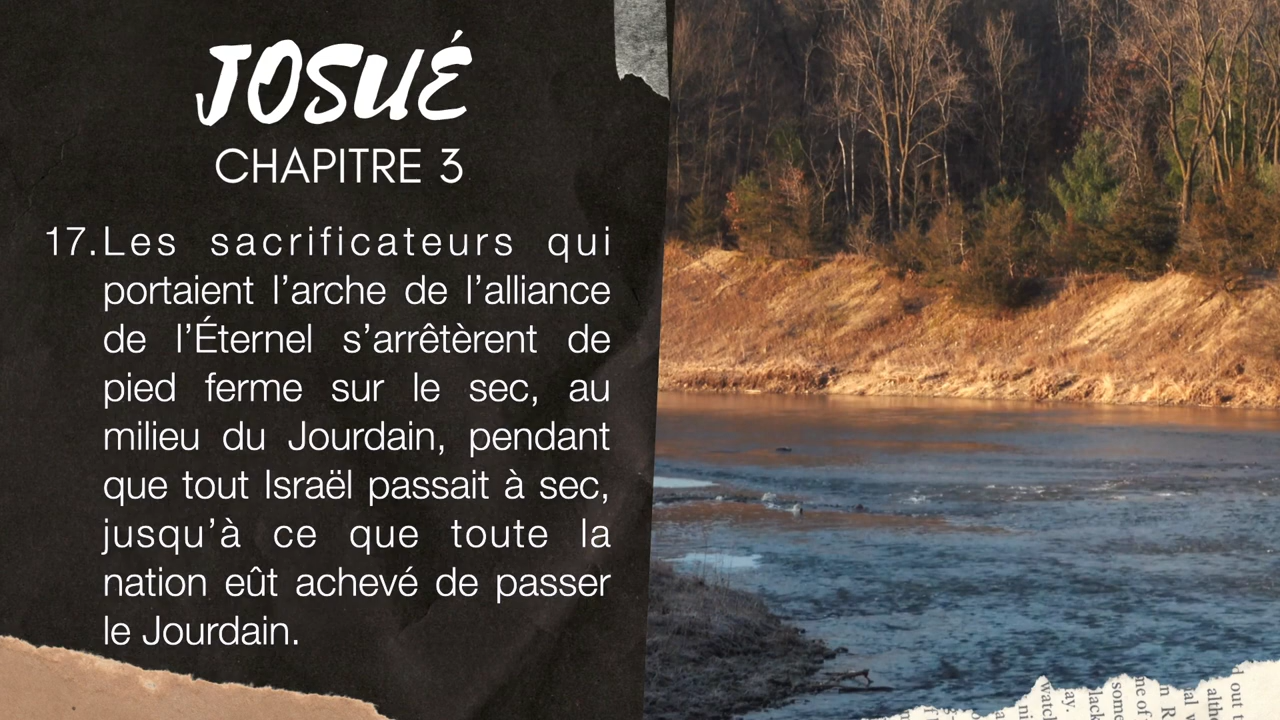 JOSUÉ
CHAPITRE 3
17. Les sacrificateurs qui
portaient l’arche de l’alliance
de l’Éternel s’arrêtèrent de
pied ferme sur le sec, au
milieu du Jourdain, pendant
que tout Israël passait à sec,
jusqu’à ce que toute la
nation eût achevé de passer
le Jourdain.